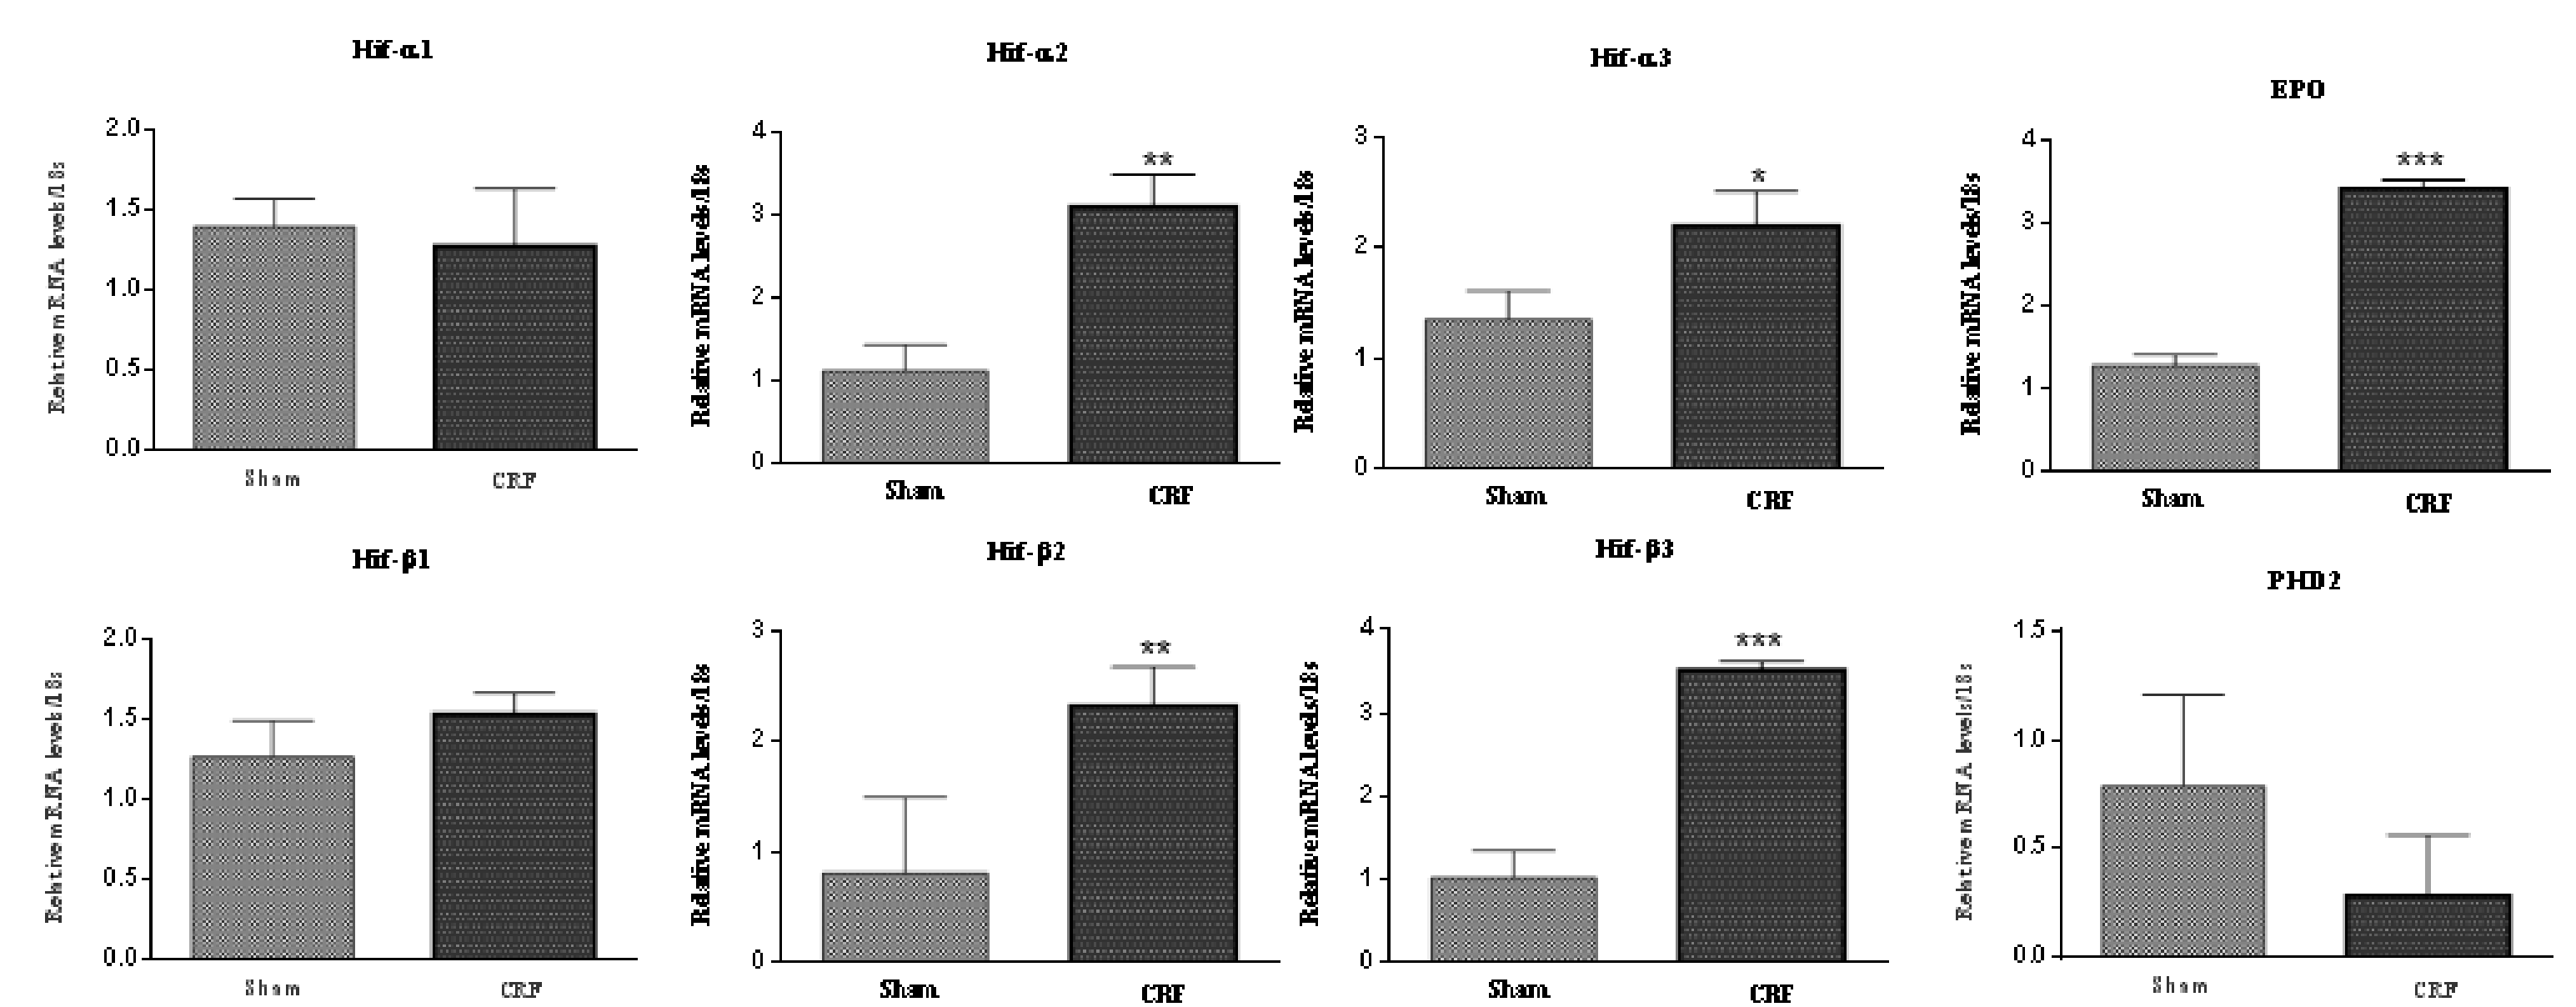 Hif-α1
Relative mRNA levels/18s
2.0
1.5
1.0
0.5
0.0
Sham
CRF
Hif-α2
Relative mRNA levels/18s
4
3
2
1
0
**
Sham
CRF
Hif-α3
Relative mRNA levels/18s
3
2
1
0
*
Sham
CRF
EPO
Relative mRNA levels/18s
4
3
2
1
0
***
Sham
CRF
Hif-β1
Relative mRNA levels/18s
2.0
1.5
1.0
0.5
0.0
Sham
CRF
Hif-β2
Relative mRNA levels/18s
3
2
1
0
**
Sham
CRF
Hif-β3
Relative mRNA levels/18s
4
3
2
1
0
***
Sham
CRF
PHD2
Relative mRNA levels/18s
1.5
1.0
0.5
0.0
Sham
CRF